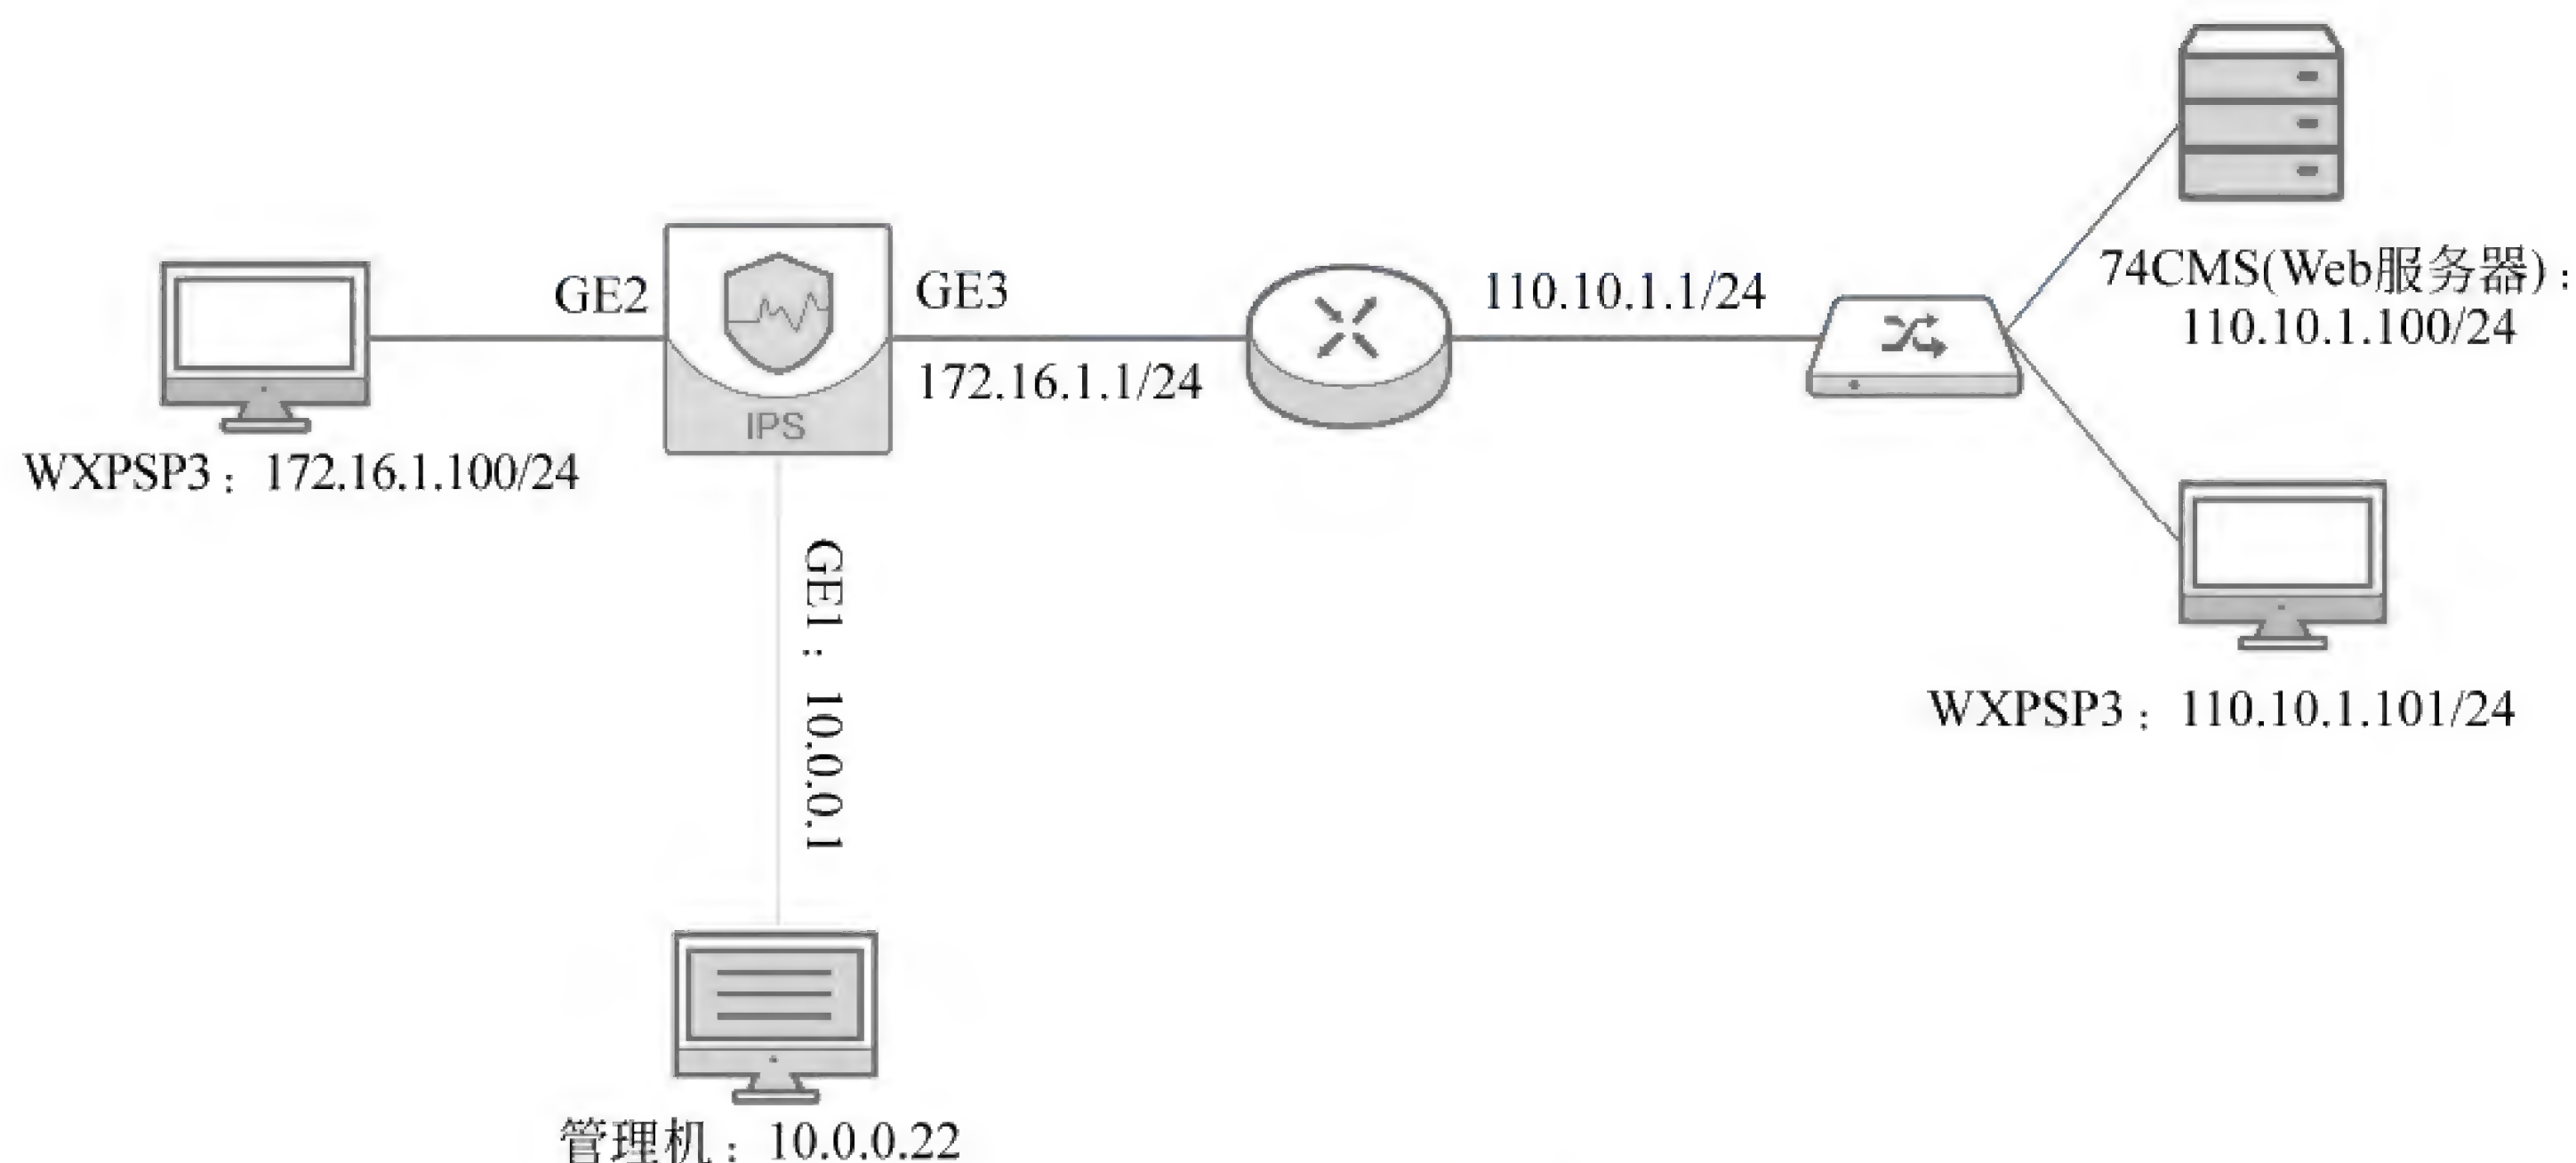 74CMS(Web服务器)：
110.10.1.100/24
GE2
GE3
110.10.1.1/24
172.16.1.1/24
IPS
WXPSP3：172.16.1.100/24
GE1：10.0.0.1
WXPSP3：110.10.1.101/24
管理机：10.0.0.22